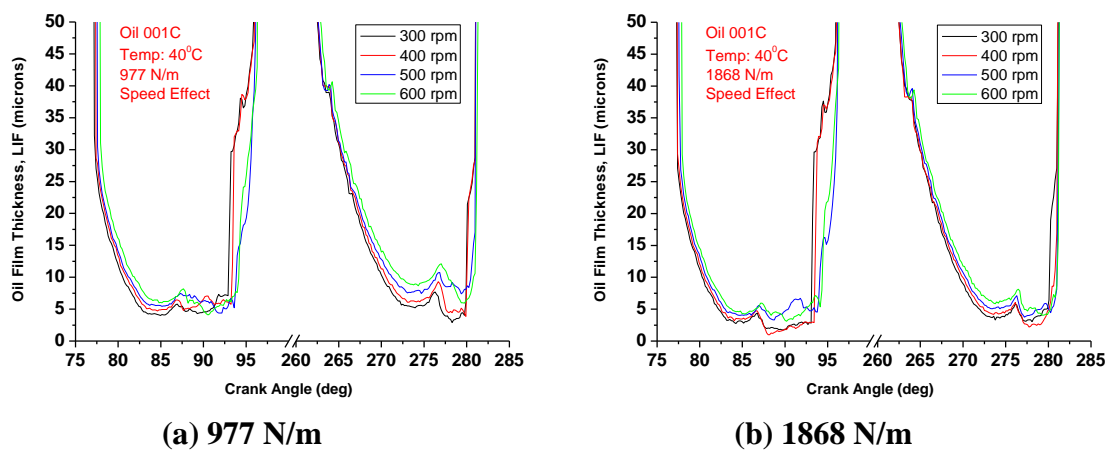 Oil 001C
Temp: 40⁰C
977 N/m
Speed Effect
300 rpm
400 rpm
500 rpm
600 rpm
Oil Film Thickness, LIF (microns)
50
45
40
35
30
25
20
15
10
5
0
75 80 85 90 95 260 265 270 275 280 285
Crank Angle (deg)
(a) 977 N/m
Oil 001C
Temp: 40⁰C
1868 N/m
Speed Effect
300 rpm
400 rpm
500 rpm
600 rpm
Oil Film Thickness, LIF (microns)
50
45
40
35
30
25
20
15
10
5
0
75 80 85 90 95 260 265 270 275 280 285
Crank Angle (deg)
(b) 1868 N/m